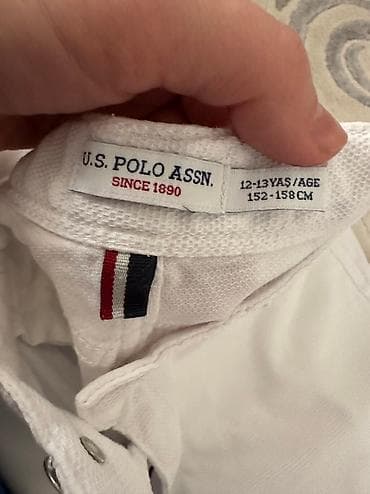 U.S. POLO ASSN.
SINCE 1890
12-13 YAŞ/AGE
152-158 CM